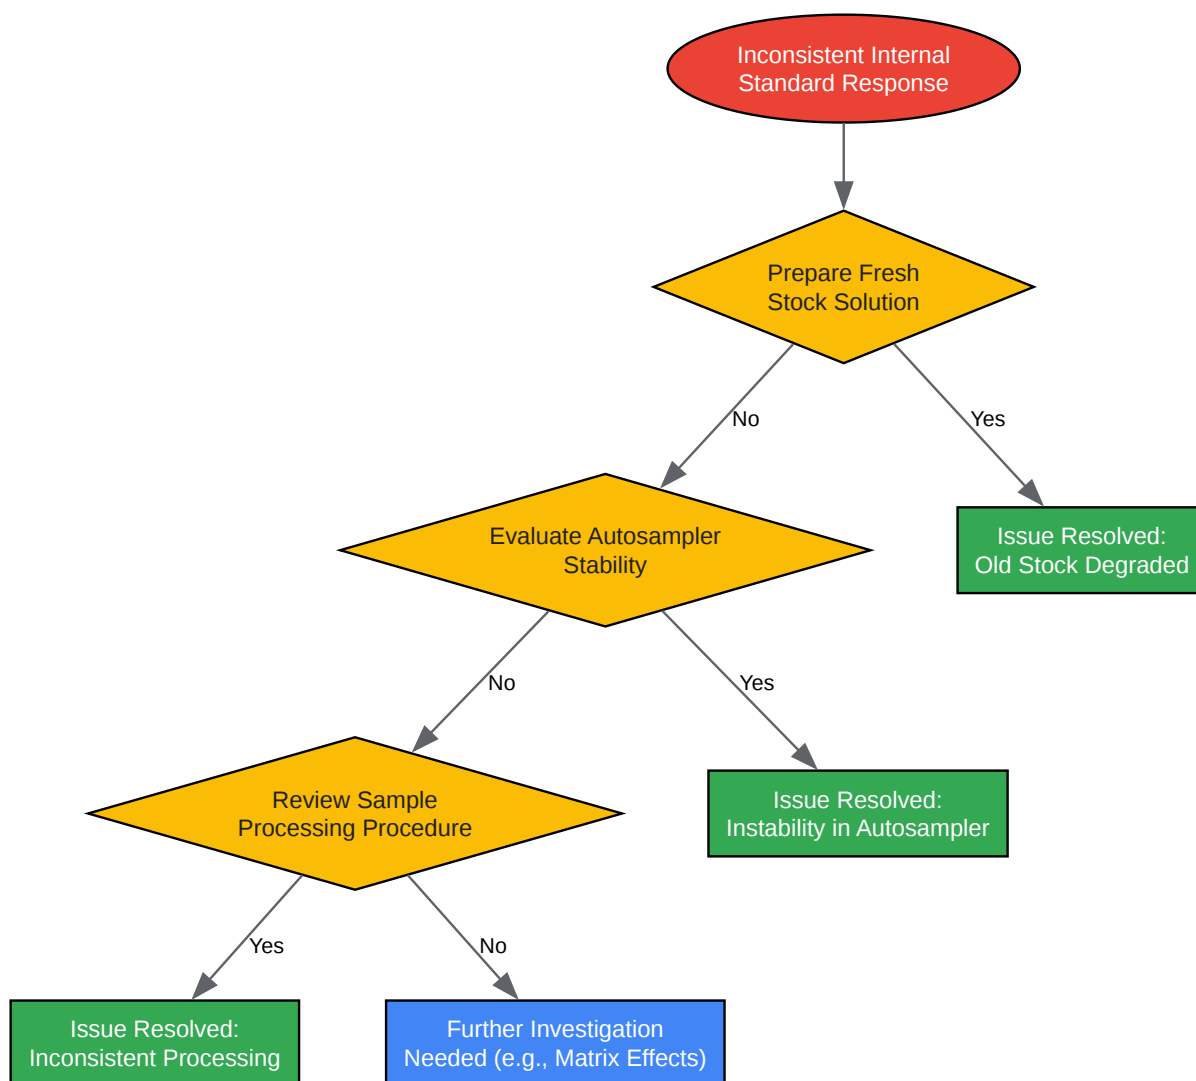 Inconsistent Internal
Standard Response
Prepare Fresh
Stock Solution
No
Yes
Evaluate Autosampler
Stability
Issue Resolved:
Old Stock Degraded
No
Yes
Review Sample
Processing Procedure
Issue Resolved:
Instability in Autosampler
Yes
No
Issue Resolved:
Inconsistent Processing
Further Investigation
Needed (e.g., Matrix Effects)